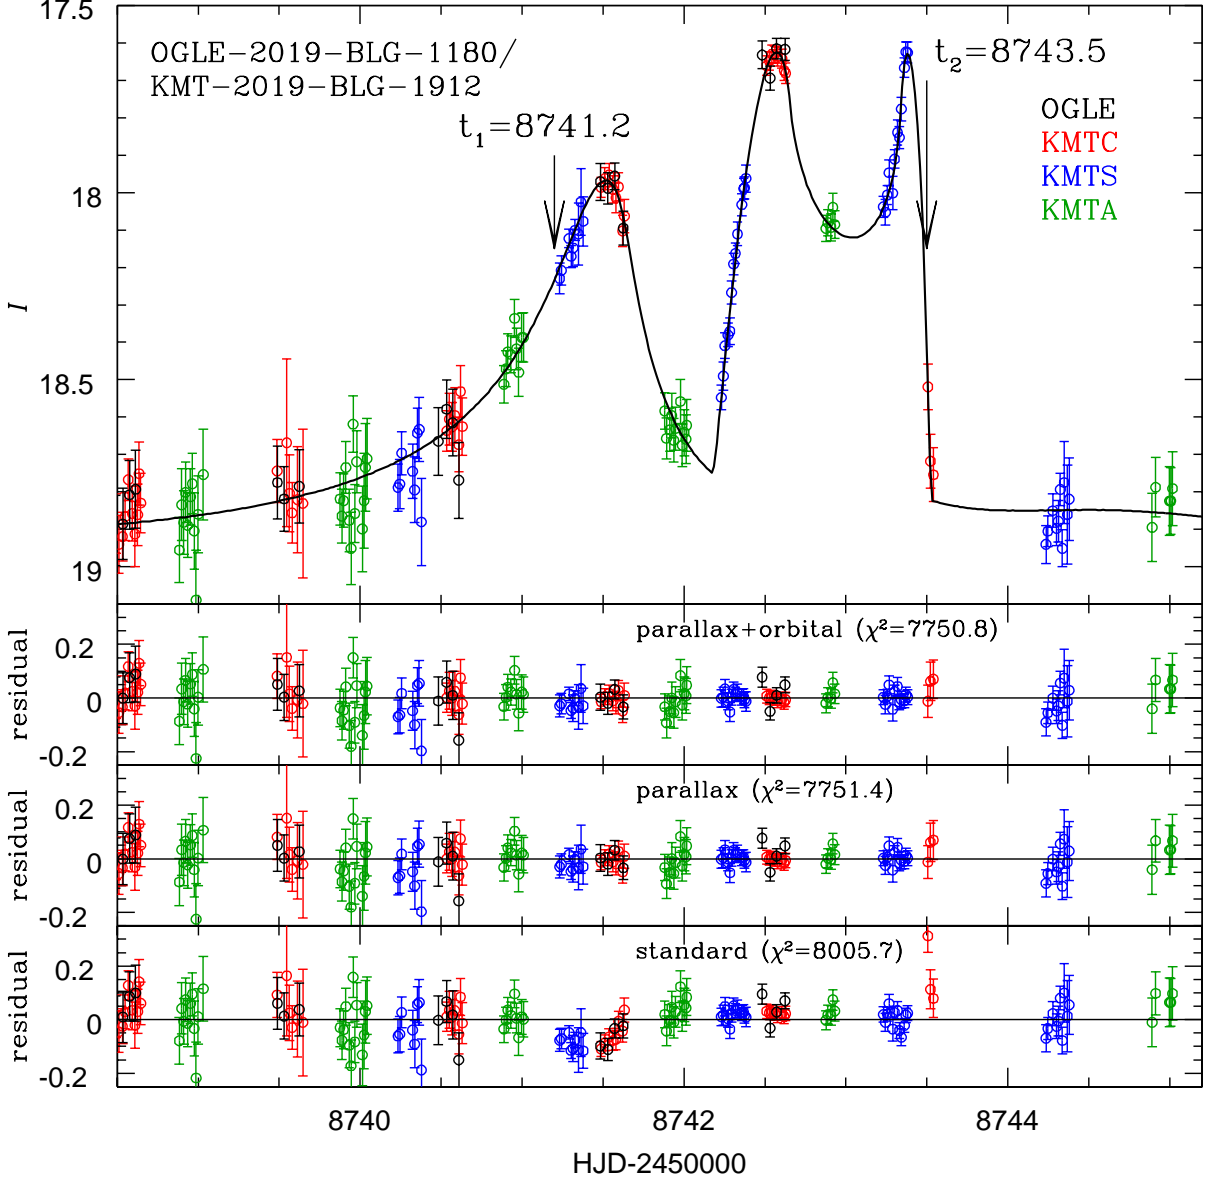 17.5
OGLE-2019-BLG-1180/
KMT-2019-BLG-1912
t₁=8741.2
t₂=8743.5
OGLE
KMTC
KMTS
KMTA
18
I
18.5
19
parallax+orbital (χ²=7750.8)
residual
0.2
0
-0.2
parallax (χ²=7751.4)
residual
0.2
0
-0.2
standard (χ²=8005.7)
residual
0.2
0
-0.2
8740
8742
8744
HJD-2450000